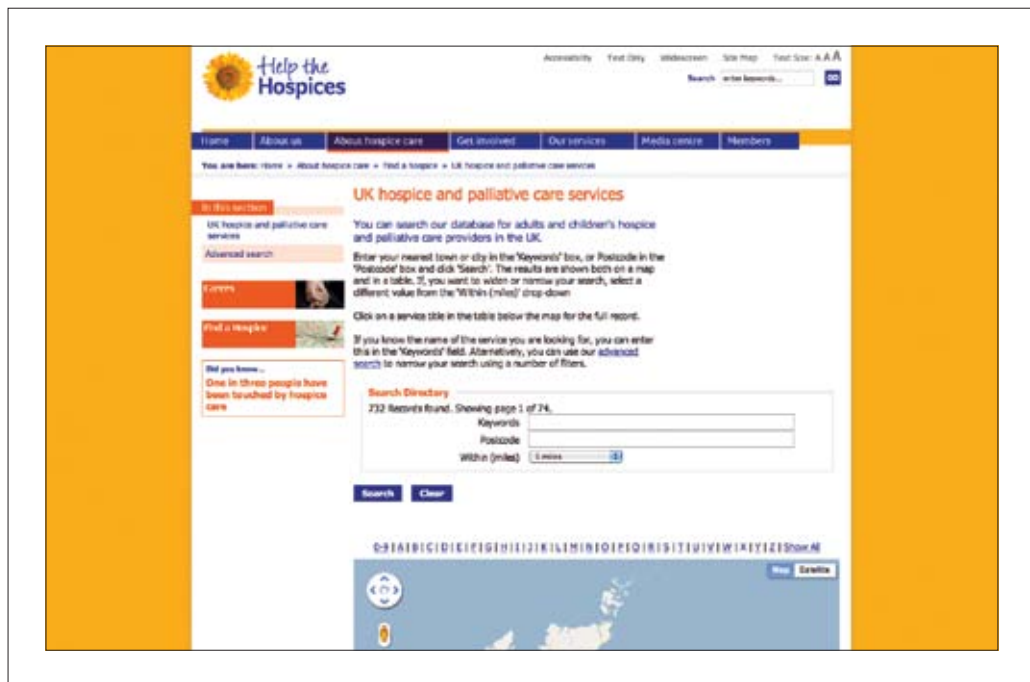 Help the
Hospices
Accessibility Text Only Widescreen Site Map Text Size: A A A
Search enter keywords... GO
Home About us About hospice care Get involved Our services Media centre Members
You are here: Home » About hospice care » Find a hospice » UK hospice and palliative care services
In this section
UK hospice and palliative care
services
Advanced search
Careers
Find a Hospice
Did you know...
One in three people have
been touched by hospice
care
UK hospice and palliative care services
You can search our database for adults and children's hospice
and palliative care providers in the UK.
Enter your nearest town or city in the 'Keywords' box, or Postcode in the
'Postcode' box and click 'Search'. The results are shown both on a map
and in a table. If, you want to widen or narrow your search, select a
different value from the 'Within (miles)' drop-down
Click on a service title in the table below the map for the full record.
If you know the name of the service you are looking for, you can enter
this in the 'Keywords' field. Alternatively, you can use our advanced
search to narrow your search using a number of filters.
Search Directory
732 Records found. Showing page 1 of 74.
Keywords
Postcode
Within (miles) 5 miles
Search Clear
0-9 | A | B | C | D | E | F | G | H | I | J | K | L | M | N | O | P | Q | R | S | T | U | V | W | X | Y | Z | Show All
Map Satellite